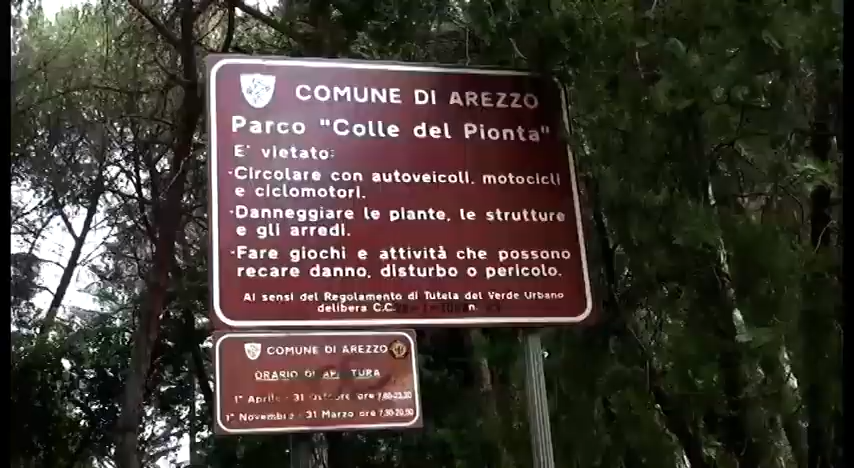 COMUNE DI AREZZO
Parco "Colle del Pionta"
E' vietato:
-Circolare con autoveicoli, motocicli
e ciclomotori.
-Danneggiare le piante, le strutture
e gli arredi.
-Fare giochi e attività che possono
recare danno, disturbo o pericolo.
Ai sensi del Regolamento di Tutela del Verde Urbano
delibera C.C. n.
COMUNE DI AREZZO
ORARIO DI APERTURA
1° Aprile - 31 Ottobre ore
1° Novembre - 31 Marzo ore